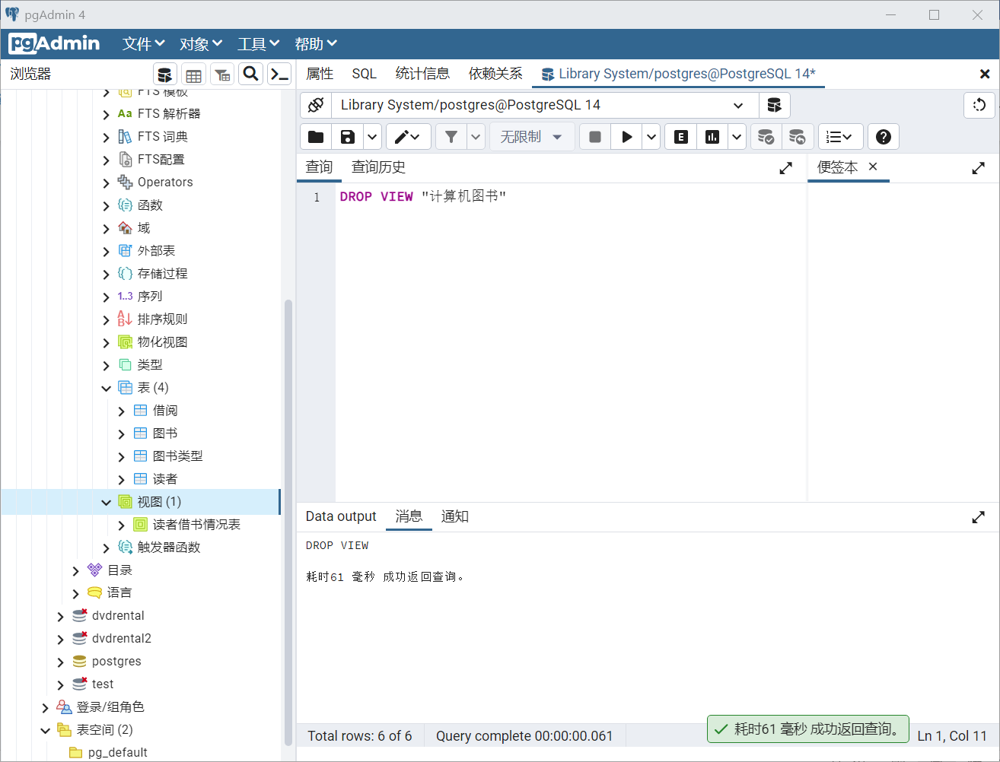 pgAdmin 4
pgAdmin 文件 对象 工具 帮助
浏览器
属性 SQL 统计信息 依赖关系 Library System/postgres@PostgreSQL 14*
Library System/postgres@PostgreSQL 14
无限制
查询 查询历史
便签本
1 DROP VIEW "计算机图书"
FTS 模板
Aa FTS 解析器
FTS 词典
FTS配置
Operators
函数
域
外部表
存储过程
1..3 序列
排序规则
物化视图
类型
表 (4)
借阅
图书
图书类型
读者
视图 (1)
读者借书情况表
触发器函数
目录
语言
dvdrental
dvdrental2
postgres
test
登录/组角色
表空间 (2)
pg_default
Data output 消息 通知
DROP VIEW
耗时61 毫秒 成功返回查询。
Total rows: 6 of 6 Query complete 00:00:00.061
耗时61 毫秒 成功返回查询。
Ln 1, Col 11